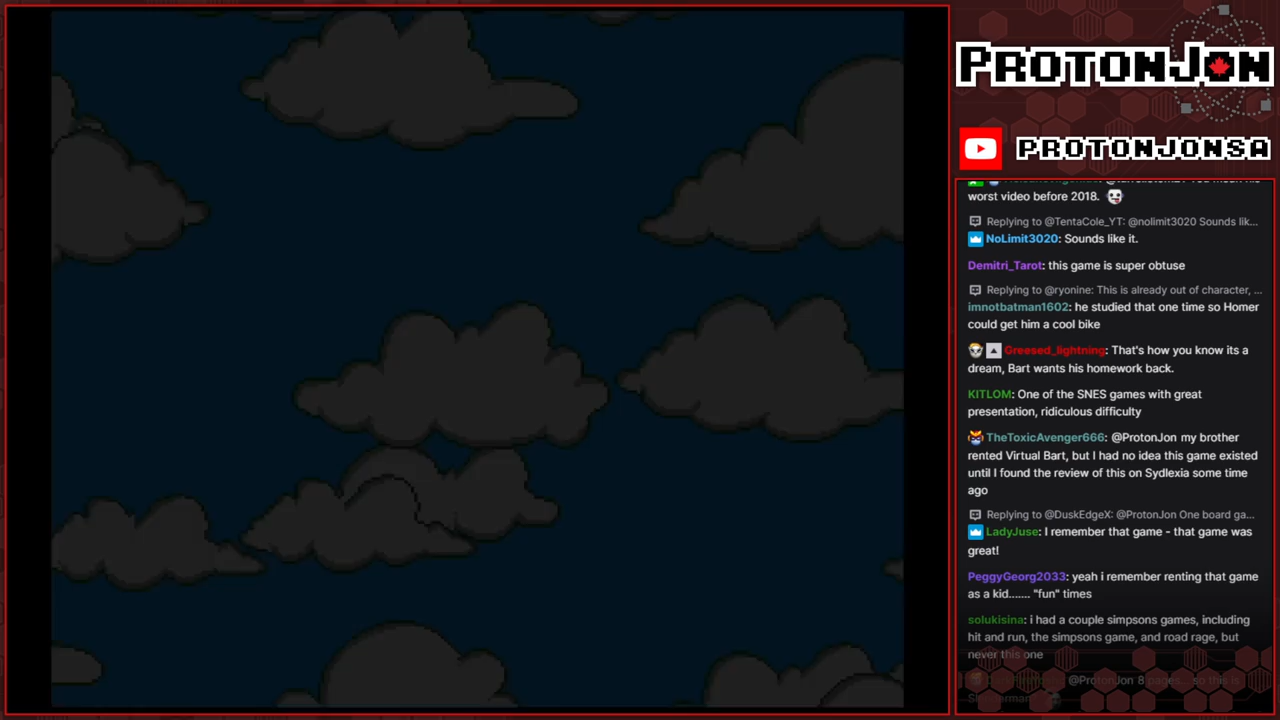 PROTONJON
PROTONJONSA
worst video before 2018.
Replying to @TentaCole_YT: @nolimit3020 Sounds lik...
NoLimit3020: Sounds like it.
Demitri_Tarot: this game is super obtuse
Replying to @ryonine: This is already out of character, ...
imnotbatman1602: he studied that one time so Homer
could get him a cool bike
Greesed_lightning: That's how you know its a
dream, Bart wants his homework back.
KITLOM: One of the SNES games with great
presentation, ridiculous difficulty
TheToxicAvenger666: @ProtonJon my brother
rented Virtual Bart, but I had no idea this game existed
until I found the review of this on Sydlexia some time
ago
Replying to @DuskEdgeX: @ProtonJon One board ga...
LadyJuse: I remember that game - that game was
great!
PeggyGeorg2033: yeah i remember renting that game
as a kid....... "fun" times
solukisina: i had a couple simpsons games, including
hit and run, the simpsons game, and road rage, but
never this one
@ProtonJon 8 pages... so this is